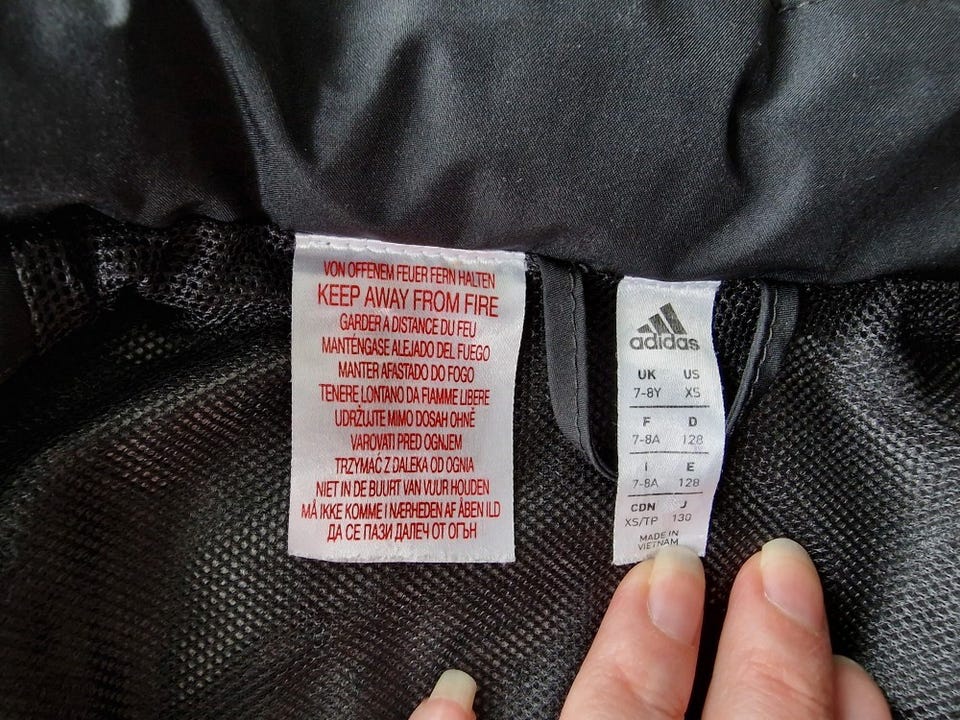 VON OFFENEM FEUER FERN HALTEN
KEEP AWAY FROM FIRE
GARDER A DISTANCE DU FEU
MANTÉNGASE ALEJADO DEL FUEGO
MANTER AFASTADO DO FOGO
TENERE LONTANO DA FIAMME LIBERE
UDRŽUJTE MIMO DOSAH OHNĚ
VAROVATI PRED OGNJEM
TRZYMAĆ Z DALEKA OD OGNIA
NIET IN DE BUURT VAN VUUR HOUDEN
MÅ IKKE KOMME I NÆRHEDEN AF ÅBEN ILD
ДА СЕ ПАЗИ ДАЛЕЧ ОТ ОГЪН
adidas
UK US
7-8Y XS
F D
7-8A 128
I E
7-8A 128
CDN J
XS/TP 130
MADE IN
VIETNAM